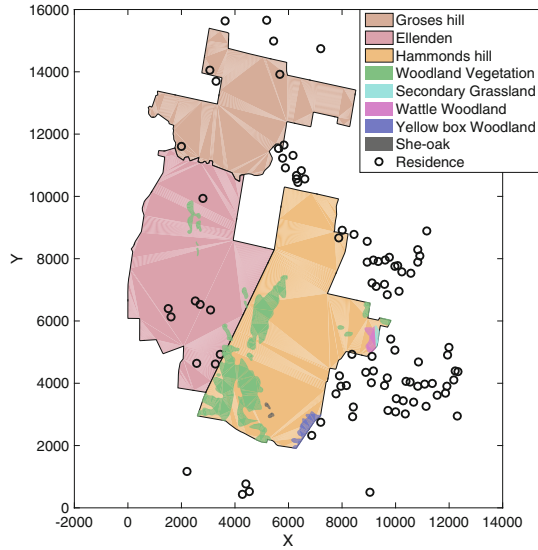 16000
14000
12000
10000
8000
6000
4000
2000
0
Y
-2000
0
2000
4000
6000
8000
10000
12000
14000
X
Groses hill
Ellenden
Hammonds hill
Woodland Vegetation
Secondary Grassland
Wattle Woodland
Yellow box Woodland
She-oak
Residence